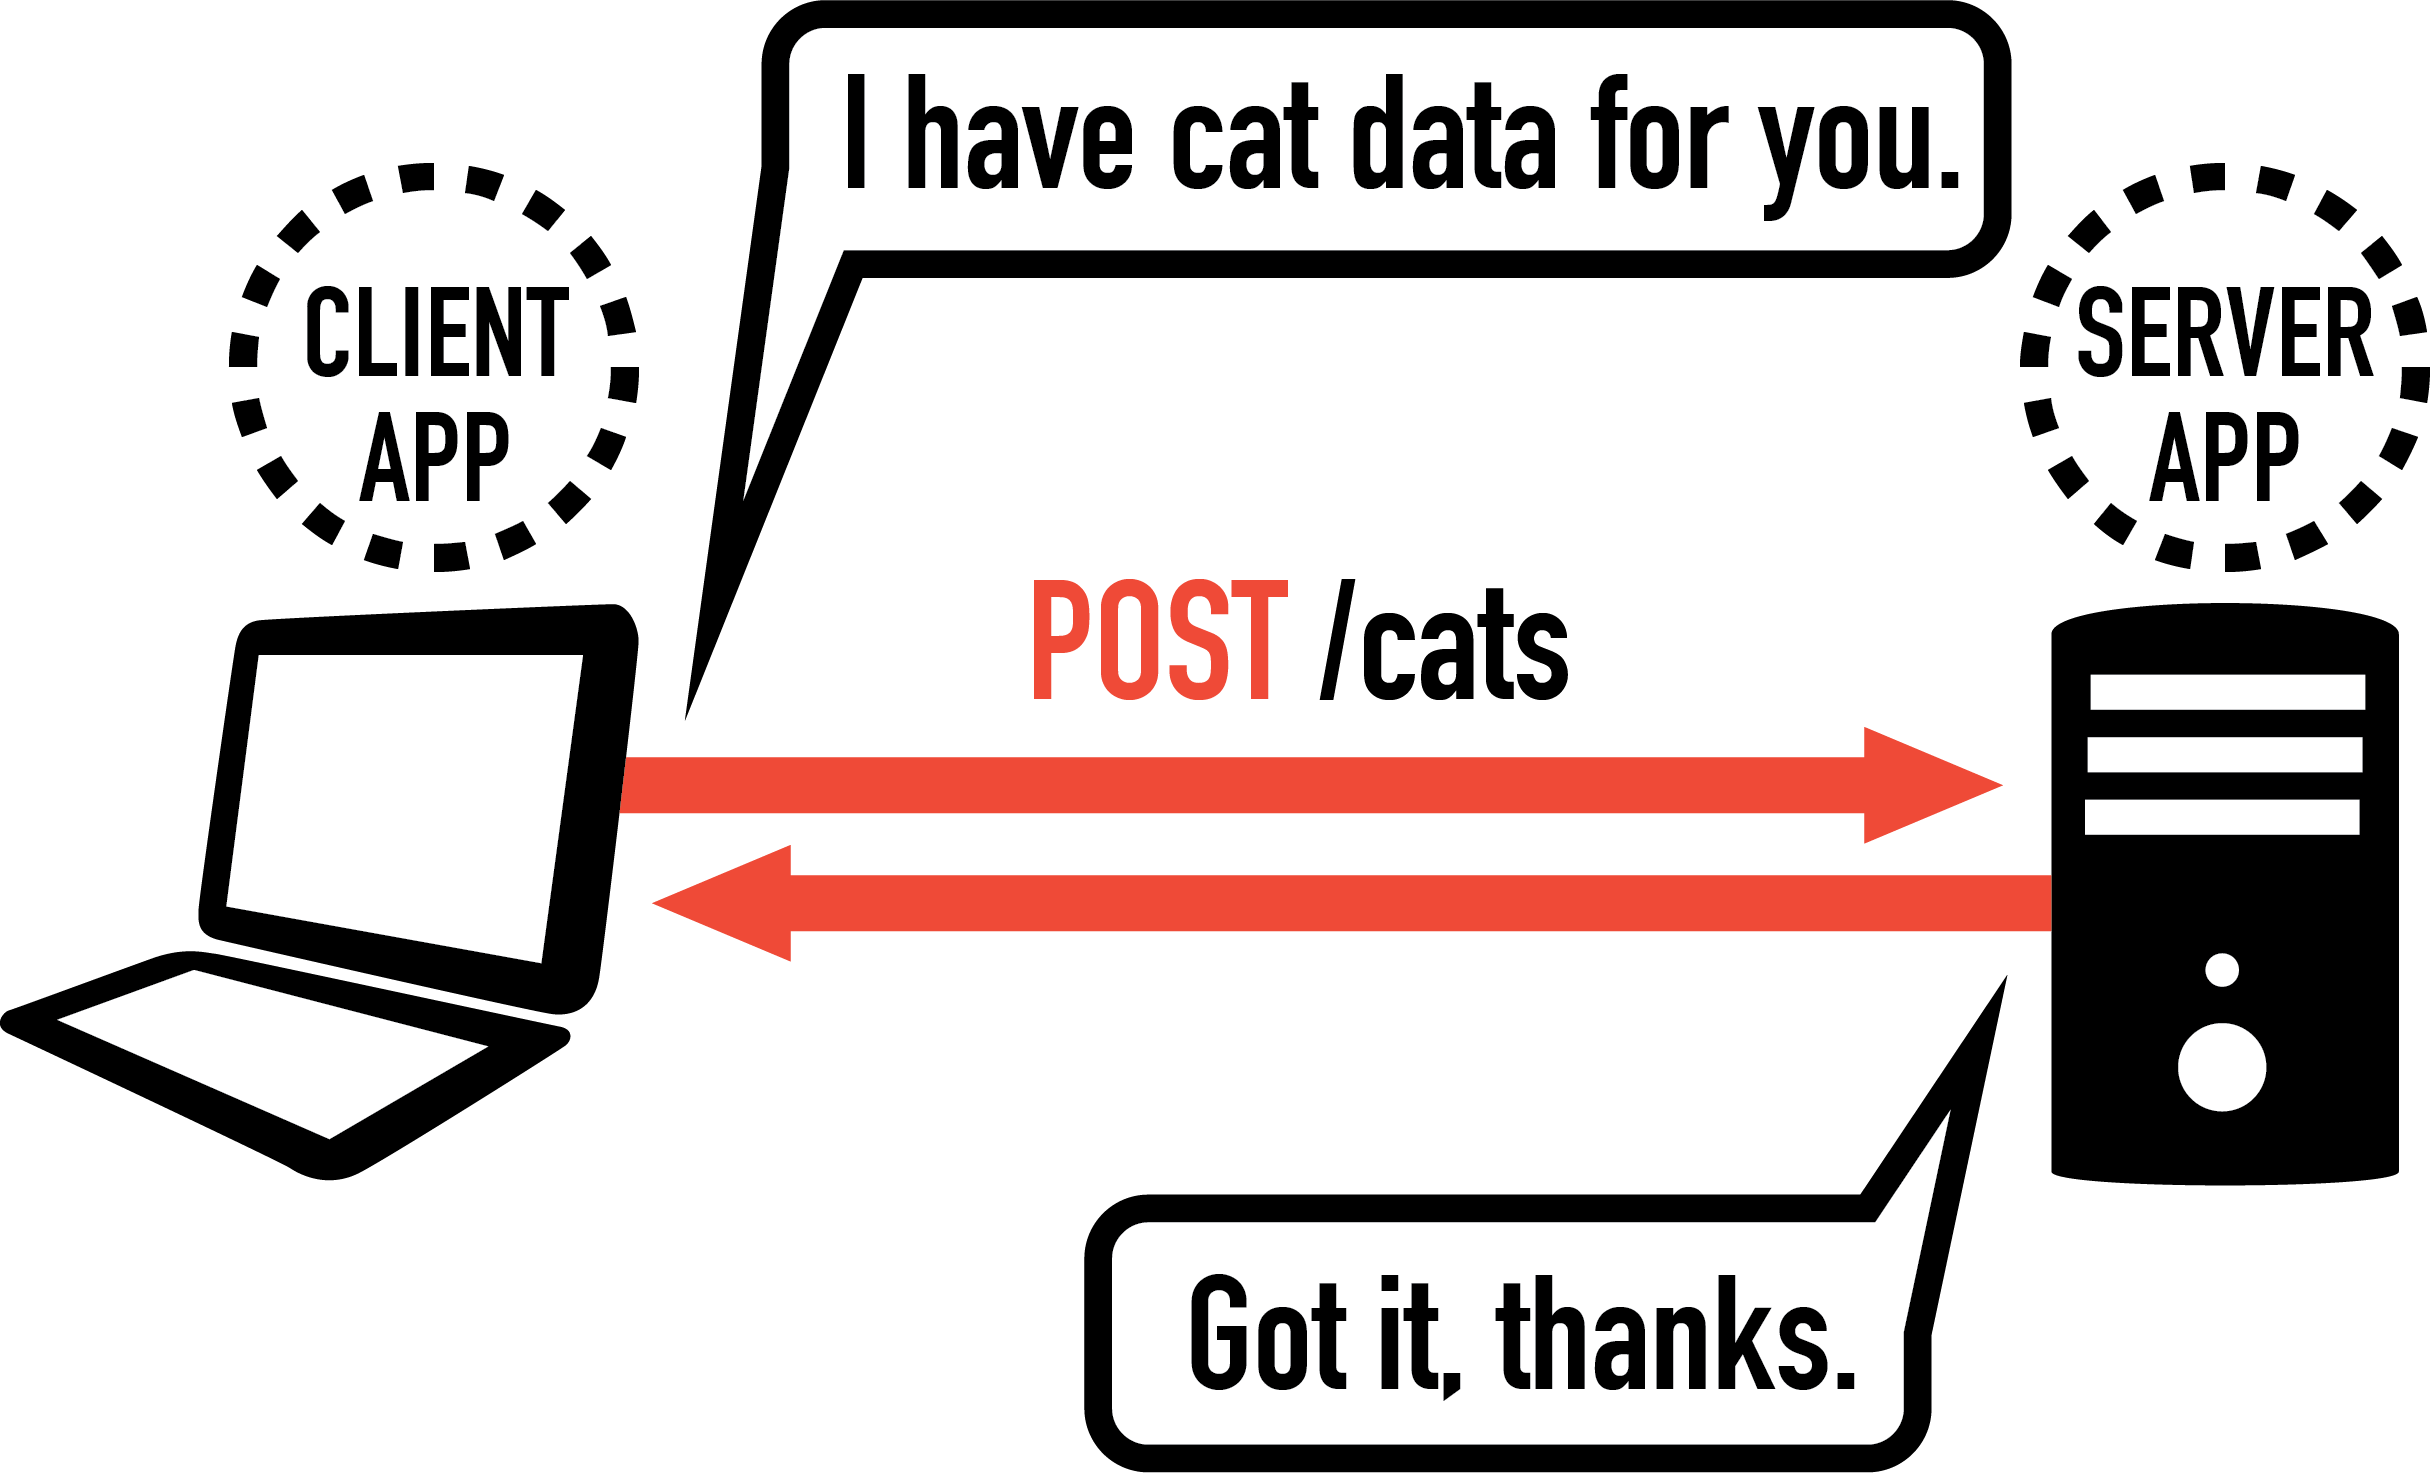 I have cat data for you.
CLIENT
APP
SERVER
APP
POST /cats
Got it, thanks.